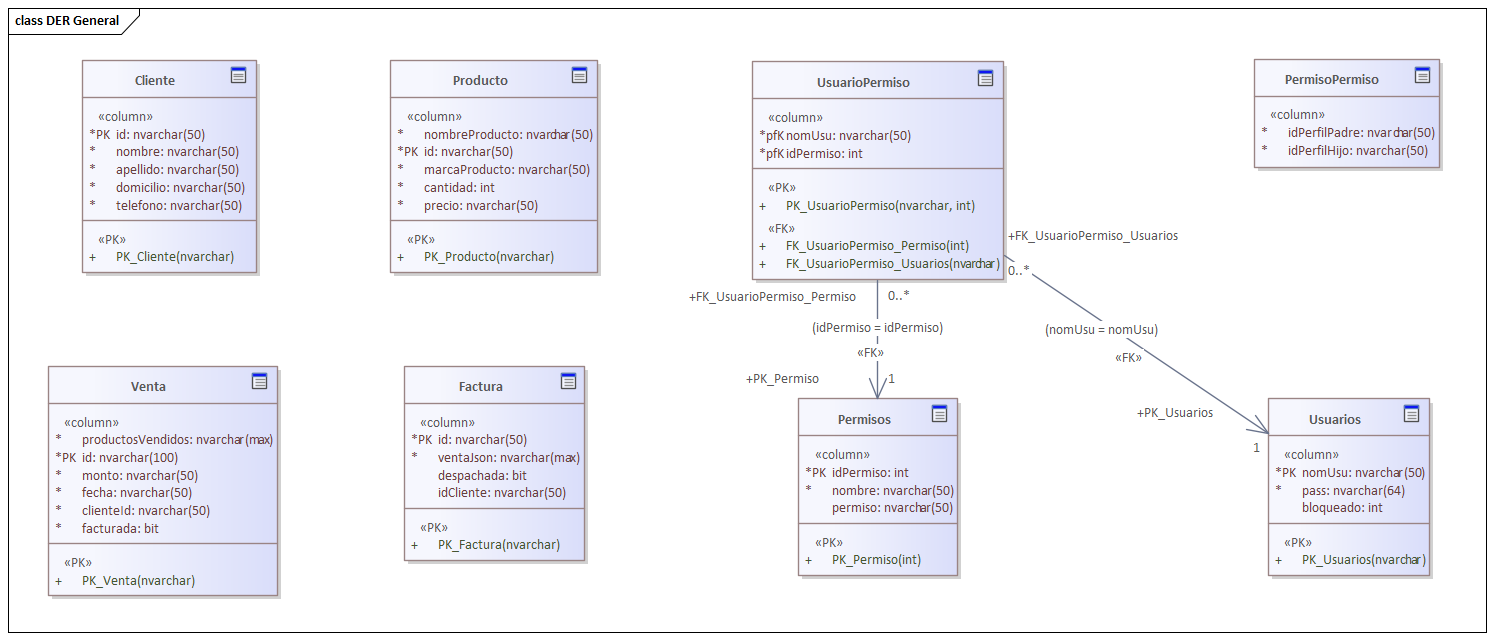 class DER General
Cliente
«column»
*PK id: nvarchar(50)
* nombre: nvarchar(50)
* apellido: nvarchar(50)
* domicilio: nvarchar(50)
* telefono: nvarchar(50)
«PK»
+ PK_Cliente(nvarchar)
Producto
«column»
* nombreProducto: nvarchar(50)
*PK id: nvarchar(50)
* marcaProducto: nvarchar(50)
* cantidad: int
* precio: nvarchar(50)
«PK»
+ PK_Producto(nvarchar)
UsuarioPermiso
«column»
*pfK nomUsu: nvarchar(50)
*pfK idPermiso: int
«PK»
+ PK_UsuarioPermiso(nvarchar, int)
«FK»
+ FK_UsuarioPermiso_Permiso(int)
+ FK_UsuarioPermiso_Usuarios(nvarchar)
PermisoPermiso
«column»
* idPerfilPadre: nvarchar(50)
* idPerfilHijo: nvarchar(50)
+FK_UsuarioPermiso_Usuarios
0..*
(nomUsu = nomUsu)
«FK»
+PK_Usuarios
1
+FK_UsuarioPermiso_Permiso
0..*
(idPermiso = idPermiso)
«FK»
+PK_Permiso
1
Venta
«column»
* productosVendidos: nvarchar(max)
*PK id: nvarchar(100)
* monto: nvarchar(50)
* fecha: nvarchar(50)
* clienteId: nvarchar(50)
* facturada: bit
«PK»
+ PK_Venta(nvarchar)
Factura
«column»
*PK id: nvarchar(50)
* ventaJson: nvarchar(max)
despachada: bit
idCliente: nvarchar(50)
«PK»
+ PK_Factura(nvarchar)
Permisos
«column»
*PK idPermiso: int
* nombre: nvarchar(50)
permiso: nvarchar(50)
«PK»
+ PK_Permiso(int)
Usuarios
«column»
*PK nomUsu: nvarchar(50)
* pass: nvarchar(64)
bloqueado: int
«PK»
+ PK_Usuarios(nvarchar)